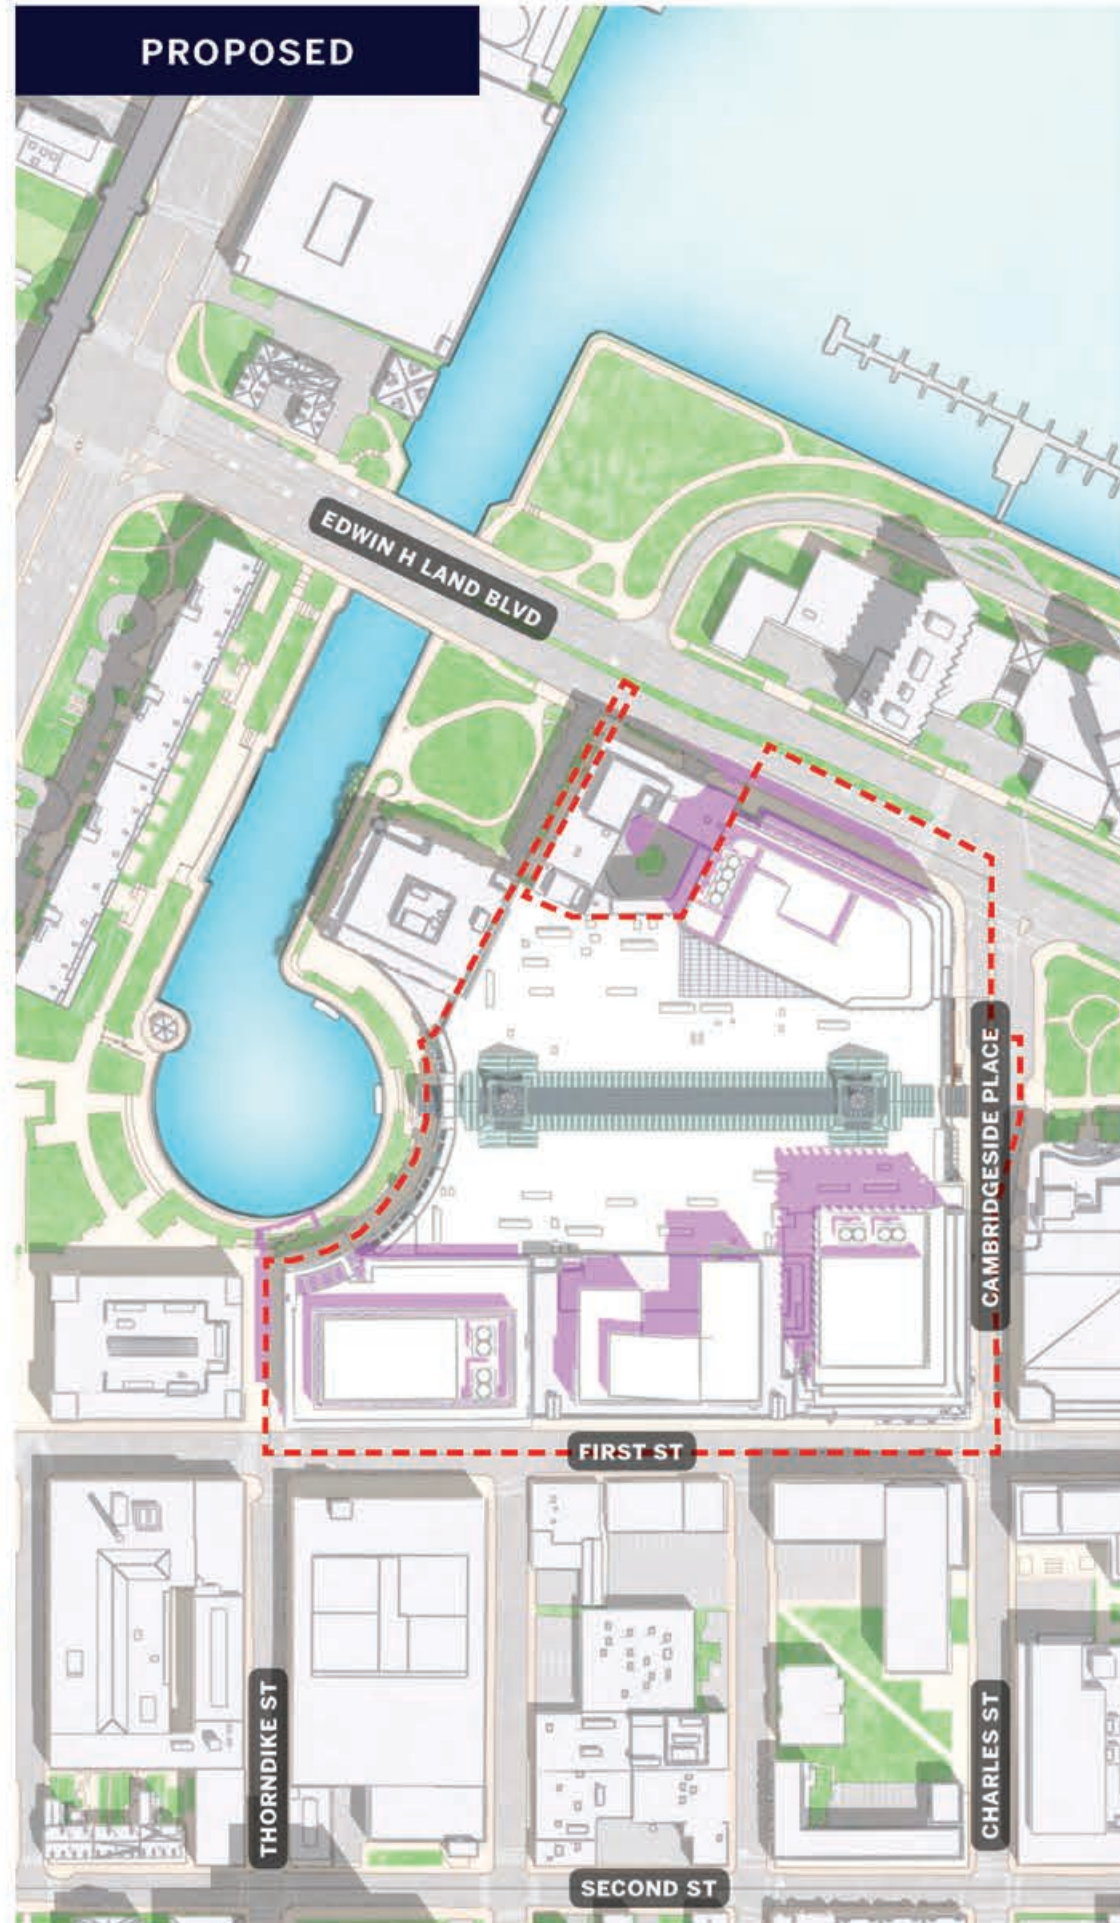 PROPOSED
EDWIN H LAND BLVD
CAMBRIDGESIDE PLACE
FIRST ST
THORNDIKE ST
CHARLES ST
SECOND ST